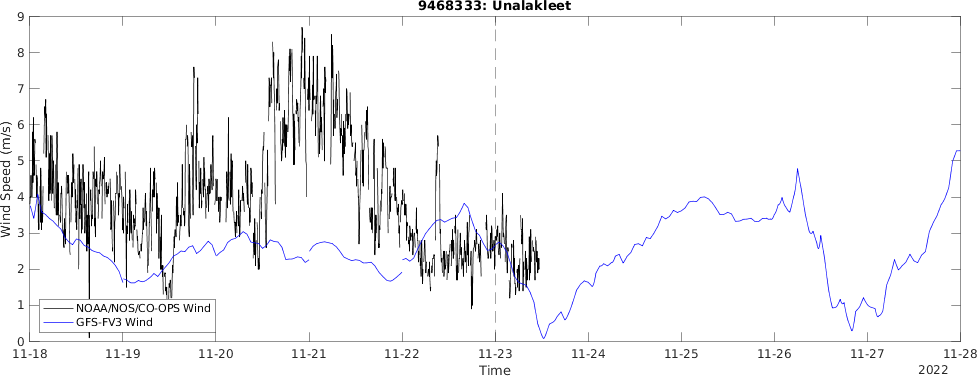 9468333: Unalakleet
Wind Speed (m/s)
9
8
7
6
5
4
3
2
1
0
NOAA/NOS/CO-OPS Wind
GFS-FV3 Wind
11-18 11-19 11-20 11-21 11-22 11-23 11-24 11-25 11-26 11-27 11-28
Time
2022